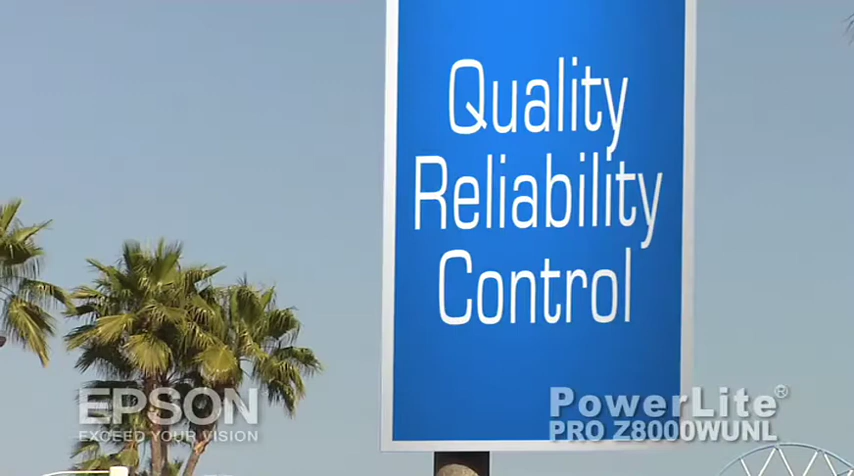 Quality
Reliability
Control
EPSON
EXCEED YOUR VISION
PowerLite®
PRO Z8000WUNL